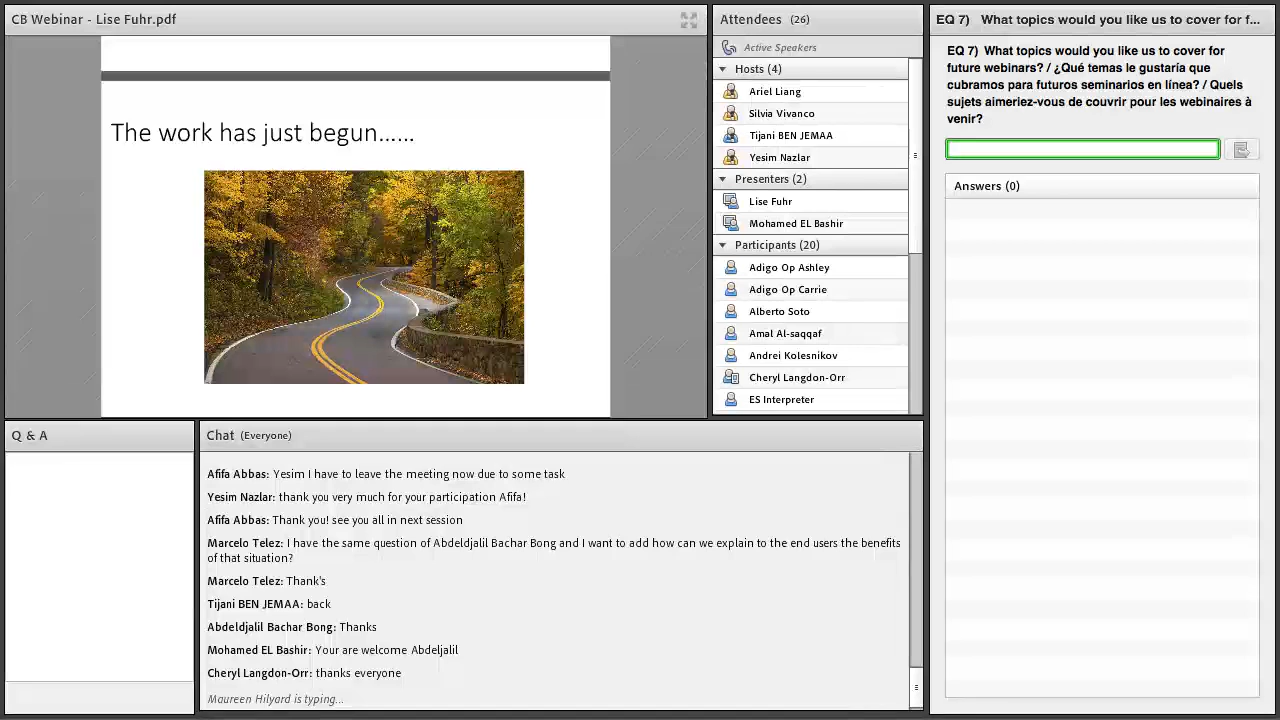 CB Webinar - Lise Fuhr.pdf
The work has just begun......
Attendees (26)
Active Speakers
Hosts (4)
Ariel Liang
Silvia Vivanco
Tijani BEN JEMAA
Yesim Nazlar
Presenters (2)
Lise Fuhr
Mohamed EL Bashir
Participants (20)
Adigo Op Ashley
Adigo Op Carrie
Alberto Soto
Amal Al-saqqaf
Andrei Kolesnikov
Cheryl Langdon-Orr
ES Interpreter
EQ 7) What topics would you like us to cover for f...
EQ 7) What topics would you like us to cover for
future webinars? / ¿Qué temas le gustaría que
cubramos para futuros seminarios en línea? / Quels
sujets aimeriez-vous de couvrir pour les webinaires à
venir?
Answers (0)
Q & A
Chat (Everyone)
Afifa Abbas: Yesim I have to leave the meeting now due to some task
Yesim Nazlar: thank you very much for your participation Afifa!
Afifa Abbas: Thank you! see you all in next session
Marcelo Telez: I have the same question of Abdeldjalil Bachar Bong and I want to add how can we explain to the end users the benefits
of that situation?
Marcelo Telez: Thank's
Tijani BEN JEMAA: back
Abdeldjalil Bachar Bong: Thanks
Mohamed EL Bashir: Your are welcome Abdeljalil
Cheryl Langdon-Orr: thanks everyone
Maureen Hilyard is typing...